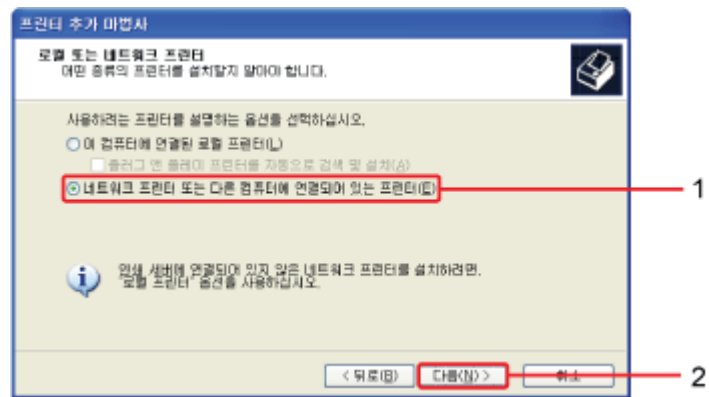 프린터 추가 마법사
로컬 또는 네트워크 프린터
어떤 종류의 프린터를 설치할지 알아야 합니다.
사용하려는 프린터를 설명하는 옵션을 선택하십시오.
이 컴퓨터에 연결된 로컬 프린터(L)
플러그 앤 플레이 프린터를 자동으로 검색 및 설치(A)
네트워크 프린터 또는 다른 컴퓨터에 연결되어 있는 프린터(E)
1
인쇄 서버에 연결되어 있지 않은 네트워크 프린터를 설치하려면,
"로컬 프린터" 옵션을 사용하십시오.
< 뒤로(B) 다음(N) > 취소
2